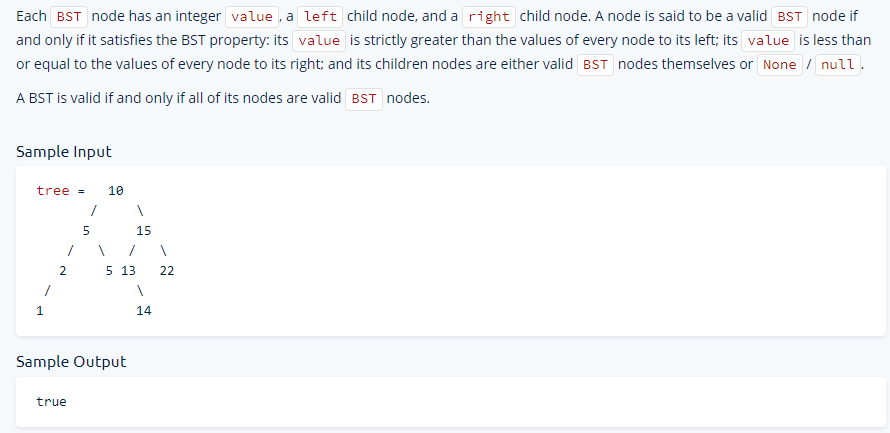 Each BST node has an integer value , a left child node, and a right child node. A node is said to be a valid BST node if
and only if it satisfies the BST property: its value is strictly greater than the values of every node to its left; its value is less than
or equal to the values of every node to its right; and its children nodes are either valid BST nodes themselves or None / null .
A BST is valid if and only if all of its nodes are valid BST nodes.
Sample Input
tree =   10
       /     \
      5      15
    /   \   /   \
   2     5 13   22
 /           \
1            14
Sample Output
true